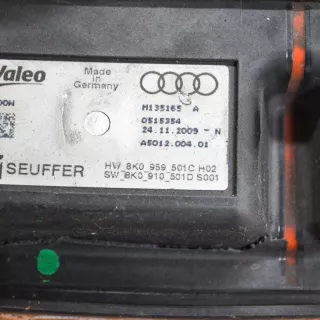 Valeo
Made in
Germany
M135165 A
0515354
24.11.2009 - N
A5012.004.01
SEUFFER
HW 8K0 959 501C H02
SW 8K0 910 501D S001